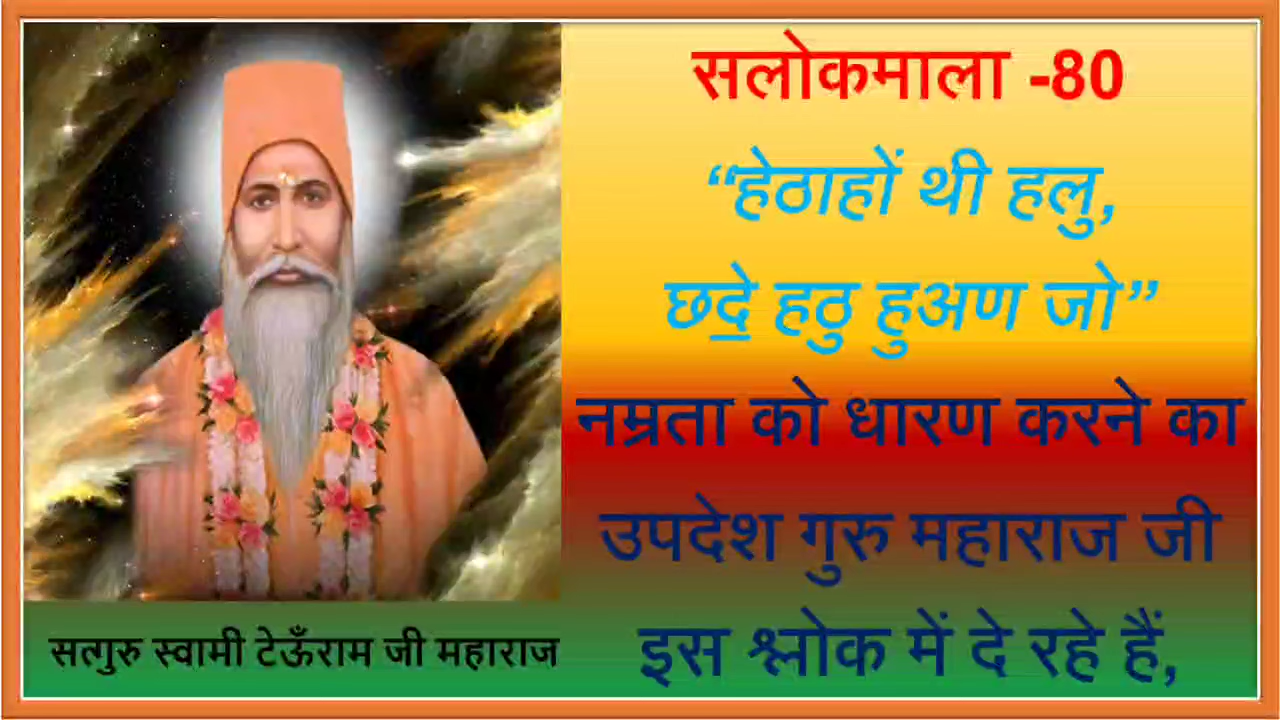 सलोकमाला -80
“हेठाहों थी हलु,
छदे॒ हठु हुअण जो”
नम्रता को धारण करने का
उपदेश गुरु महाराज जी
इस श्लोक में दे रहे हैं,
सत्गुरु स्वामी टेऊँराम जी महाराज